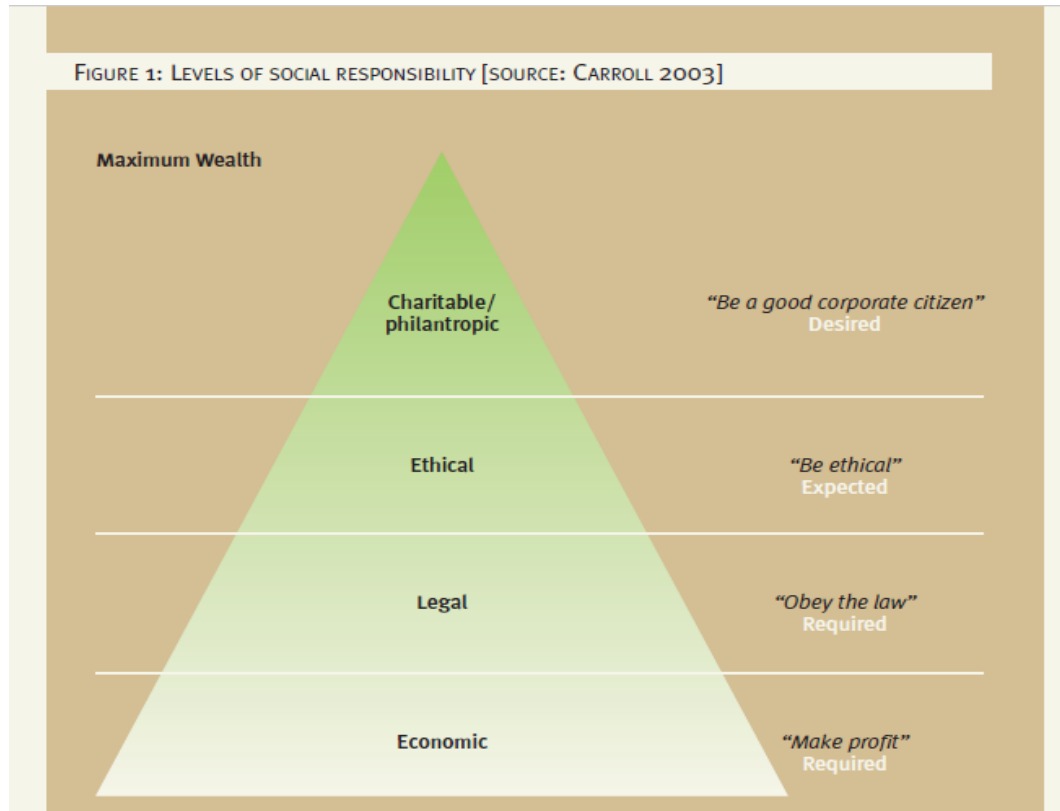 FIGURE 1: LEVELS OF SOCIAL RESPONSIBILITY [SOURCE: CARROLL 2003]
Maximum Wealth
Charitable/
philantropic
“Be a good corporate citizen”
Desired
Ethical
“Be ethical”
Expected
Legal
“Obey the law”
Required
Economic
“Make profit”
Required